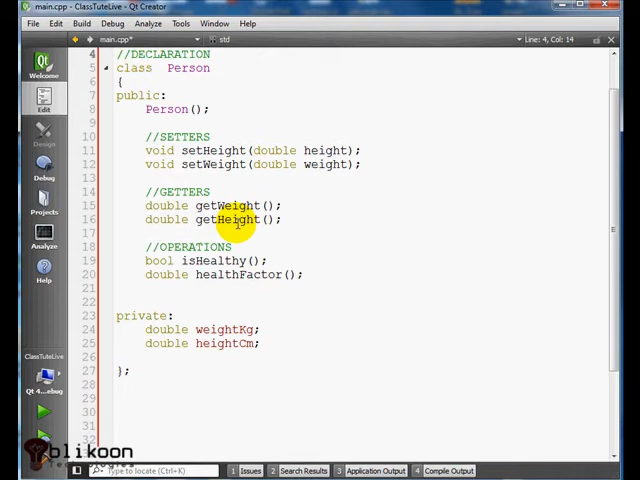 main.cpp - ClassTuteLive - Qt Creator
File Edit Build Debug Analyze Tools Window Help
main.cpp* std Line: 4, Col: 14
Welcome
Edit
Design
Debug
Projects
Analyze
Help
ClassTuteLive
Qt 4...ebug
4 //DECLARATION
5 class Person
6 {
7 public:
8 Person();
9
10 //SETTERS
11 void setHeight(double height);
12 void setWeight(double weight);
13
14 //GETTERS
15 double getWeight();
16 double getHeight();
17
18 //OPERATIONS
19 bool isHealthy();
20 double healthFactor();
21
22
23 private:
24 double weightKg;
25 double heightCm;
26
27 };
28
29
30
31
32
blikoon
Technologies
Type to locate (Ctrl+K) 1 Issues 2 Search Results 3 Application Output 4 Compile Output